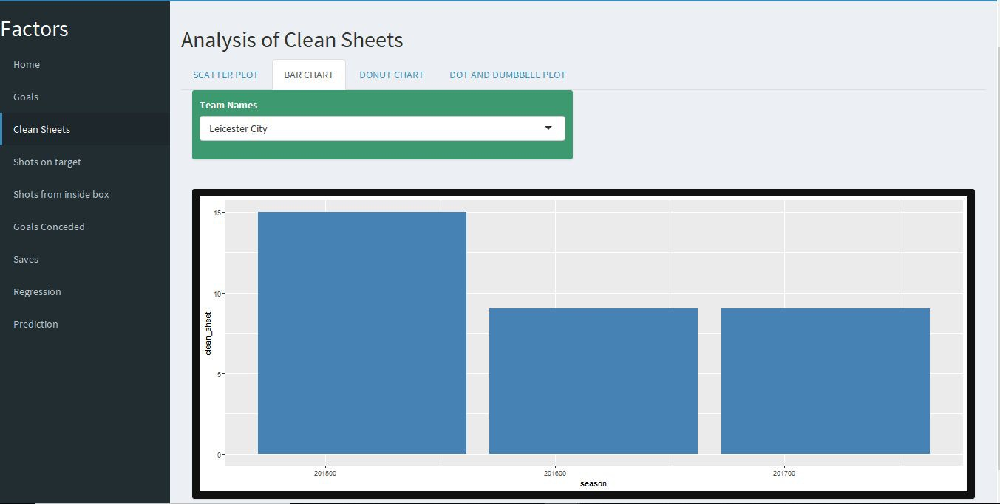 Factors
Home
Goals
Clean Sheets
Shots on target
Shots from inside box
Goals Conceded
Saves
Regression
Prediction
Analysis of Clean Sheets
SCATTER PLOT BAR CHART DONUT CHART DOT AND DUMBBELL PLOT
Team Names
Leicester City
clean_sheet
15
10
5
0
201500 201600 201700
season